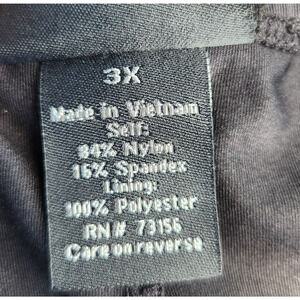 3X
Made in Vietnam
Self:
84% Nylon
16% Spandex
Lining:
100% Polyester
RN# 73156
Care on reverse